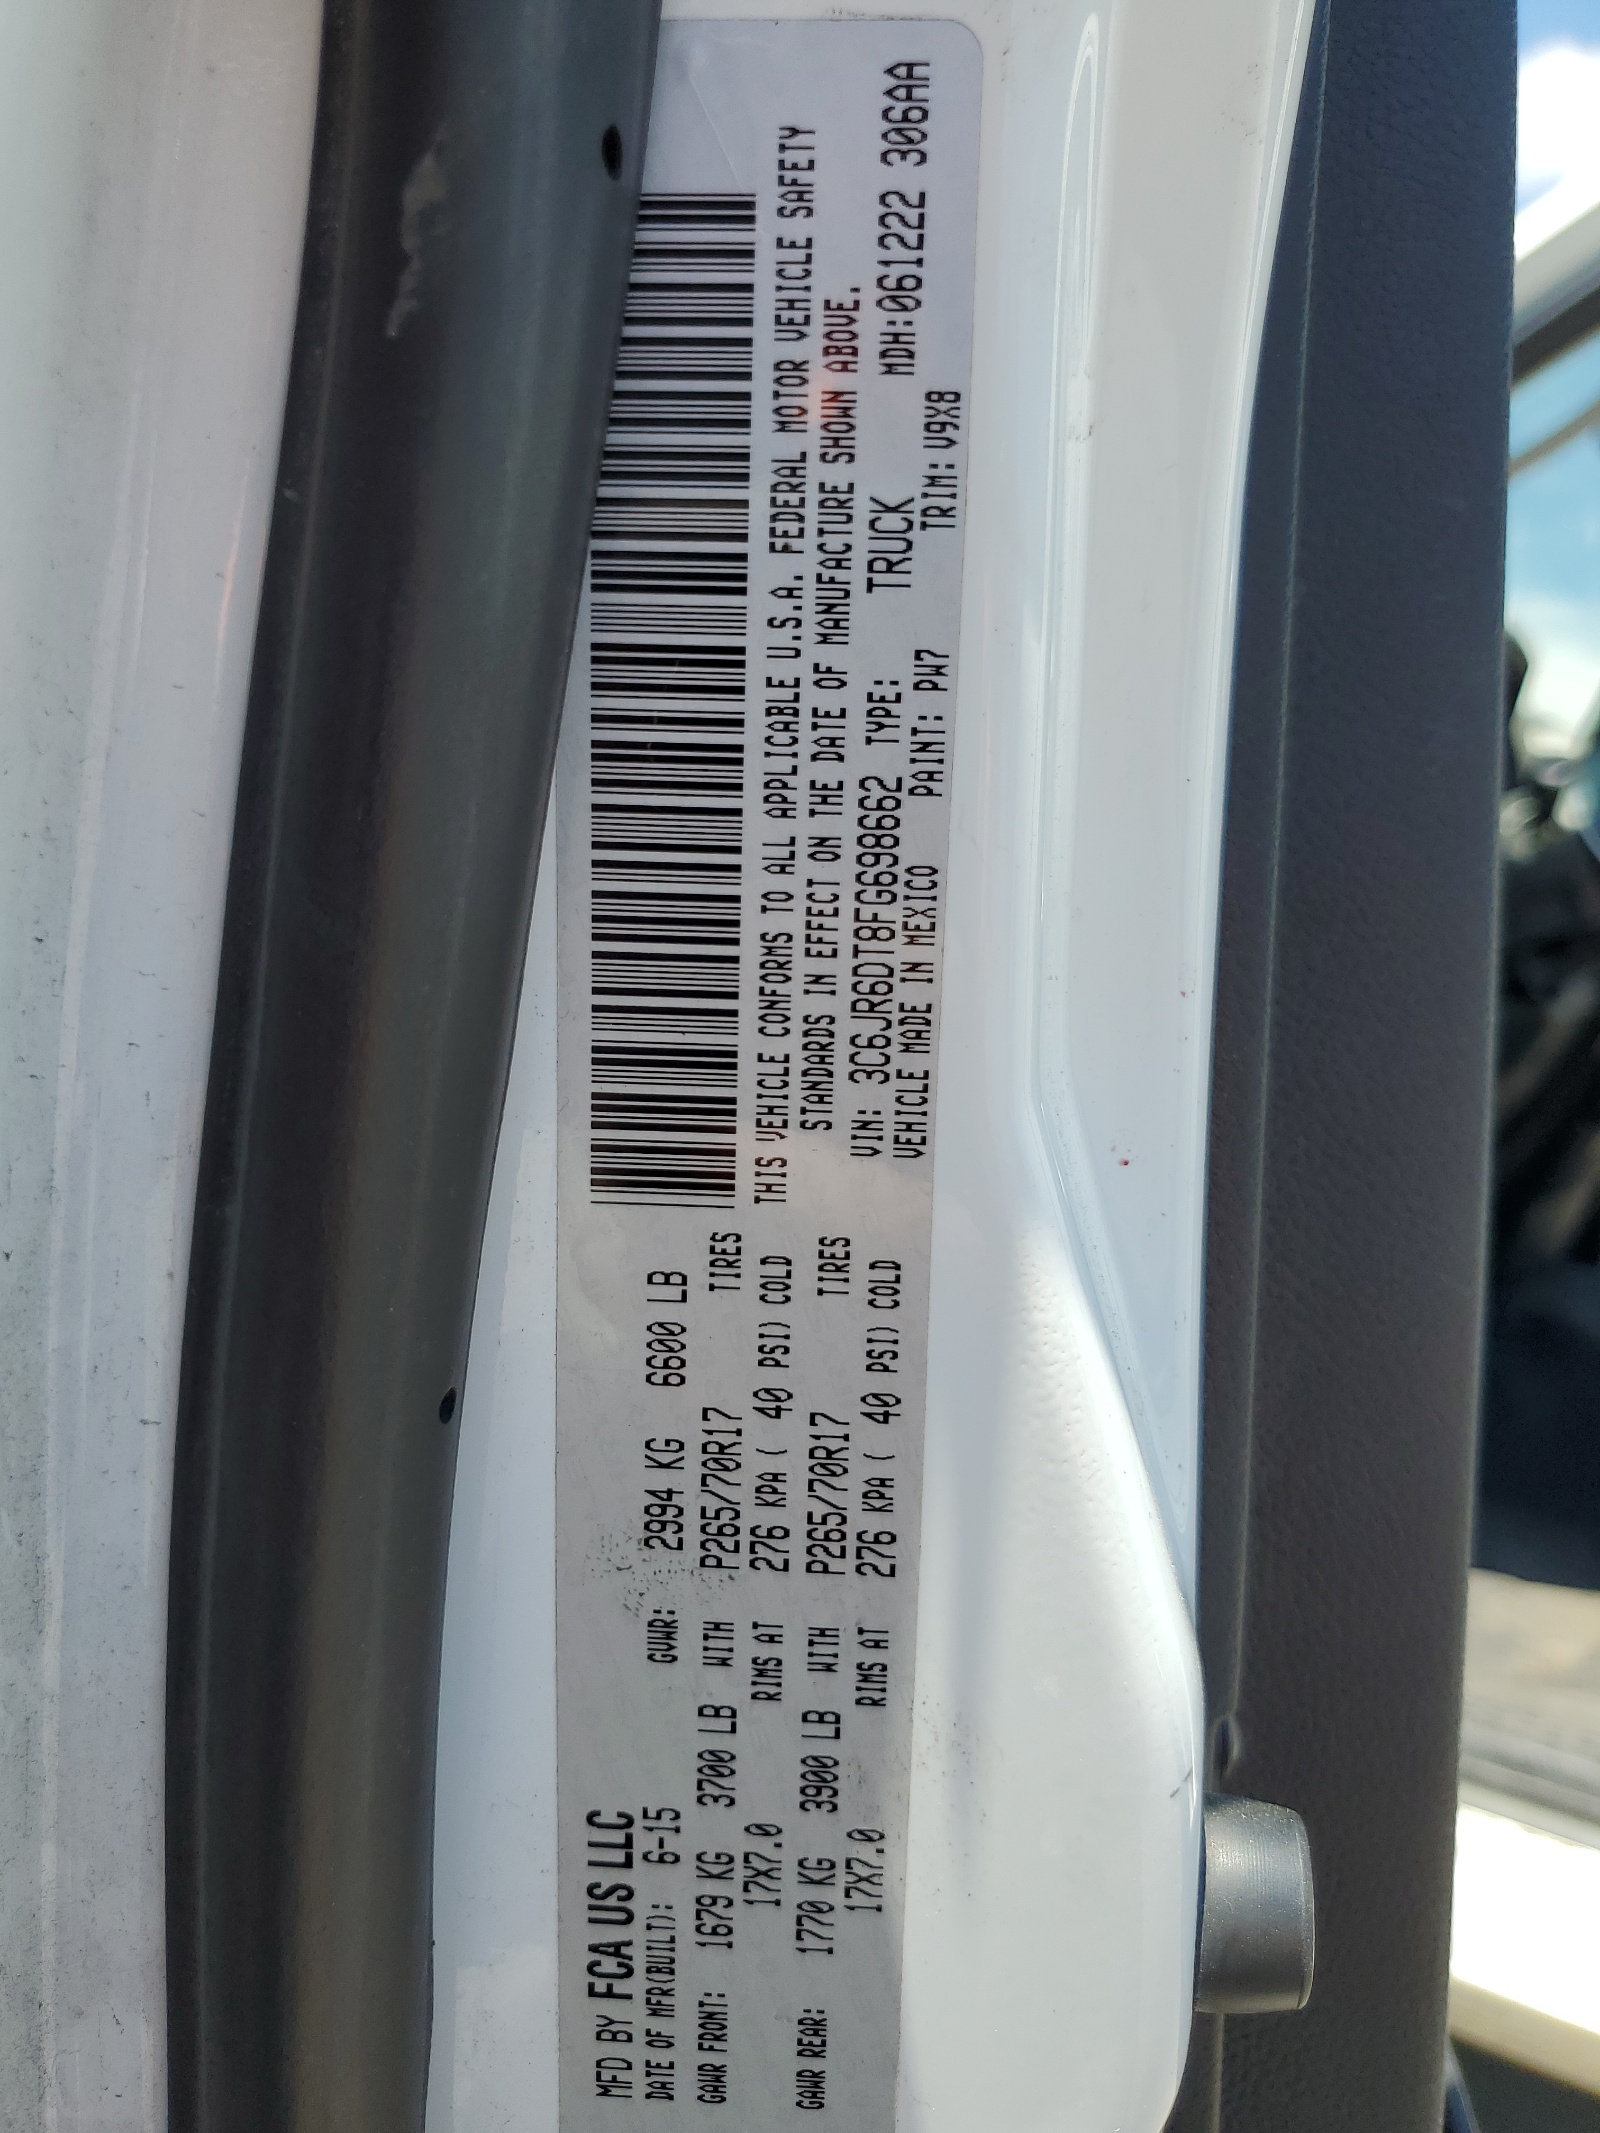 MFD BY FCA US LLC
DATE OF MFR(BUILT): 6-15 GVWR: 2994 KG 6600 LB
GAWR FRONT: 1679 KG 3700 LB WITH P265/70R17 TIRES
17X7.0 RIMS AT 276 KPA ( 40 PSI) COLD
GAWR REAR: 1770 KG 3900 LB WITH P265/70R17 TIRES
17X7.0 RIMS AT 276 KPA ( 40 PSI) COLD
THIS VEHICLE CONFORMS TO ALL APPLICABLE U.S.A. FEDERAL MOTOR VEHICLE SAFETY
STANDARDS IN EFFECT ON THE DATE OF MANUFACTURE SHOWN ABOVE.
VIN: 3C6JR6DT8FG698662 TYPE: TRUCK MDH:061222 306AA
VEHICLE MADE IN MEXICO PAINT: PW7 TRIM: V9X8